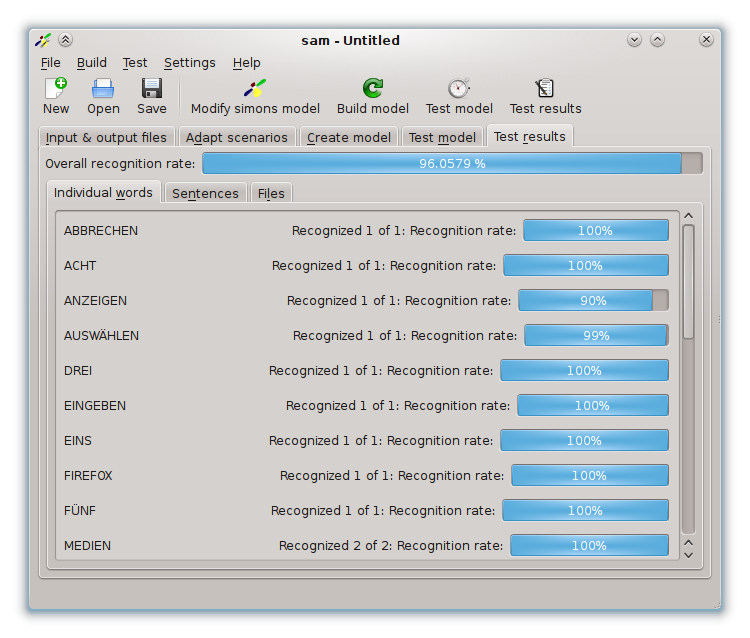 sam - Untitled
File Build Test Settings Help
New Open Save Modify simons model Build model Test model Test results
Input & output files Adapt scenarios Create model Test model Test results
Overall recognition rate: 96.0579 %
Individual words Sentences Files
ABBRECHEN Recognized 1 of 1: Recognition rate: 100%
ACHT Recognized 1 of 1: Recognition rate: 100%
ANZEIGEN Recognized 1 of 1: Recognition rate: 90%
AUSWÄHLEN Recognized 1 of 1: Recognition rate: 99%
DREI Recognized 1 of 1: Recognition rate: 100%
EINGEBEN Recognized 1 of 1: Recognition rate: 100%
EINS Recognized 1 of 1: Recognition rate: 100%
FIREFOX Recognized 1 of 1: Recognition rate: 100%
FÜNF Recognized 1 of 1: Recognition rate: 100%
MEDIEN Recognized 2 of 2: Recognition rate: 100%